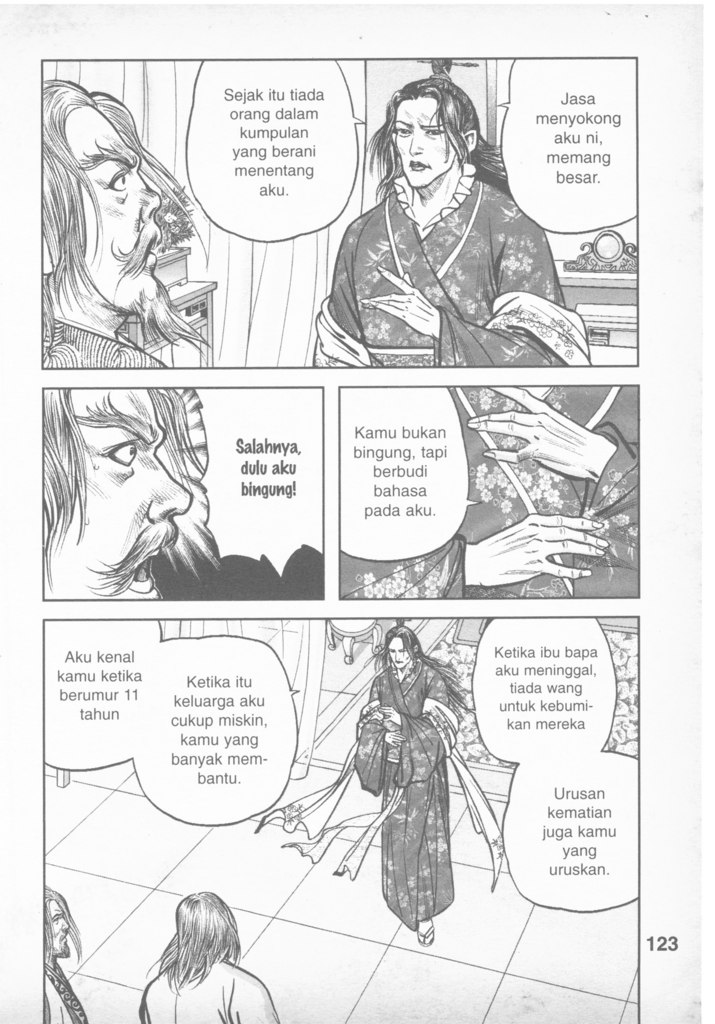 Sejak itu tiada
orang dalam
kumpulan
yang berani
menentang
aku.
Jasa
menyokong
aku ni,
memang
besar.
Salahnya,
dulu aku
bingung!
Kamu bukan
bingung, tapi
berbudi
bahasa
pada aku.
Aku kenal
kamu ketika
berumur 11
tahun
Ketika itu
keluarga aku
cukup miskin,
kamu yang
banyak mem-
bantu.
Ketika ibu bapa
aku meninggal,
tiada wang
untuk kebumi-
kan mereka
Urusan
kematian
juga kamu
yang
uruskan.
123